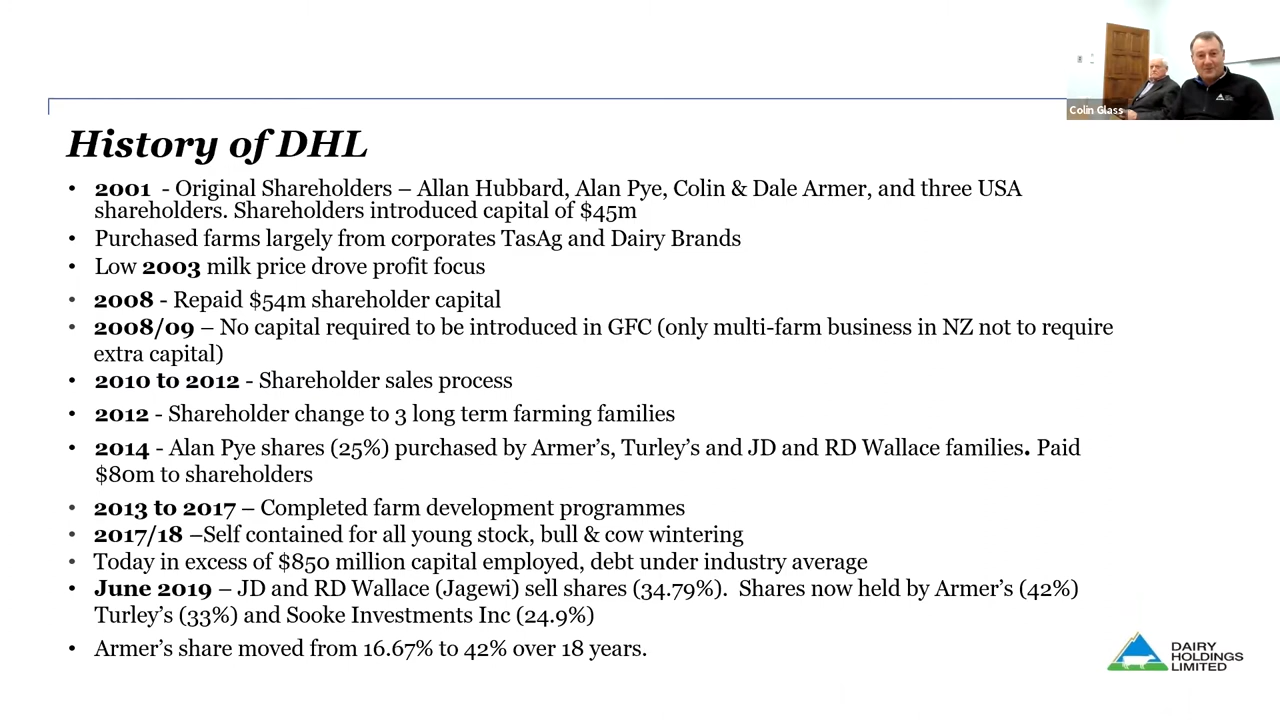 Colin Glass
History of DHL
• 2001 - Original Shareholders – Allan Hubbard, Alan Pye, Colin & Dale Armer, and three USA
shareholders. Shareholders introduced capital of $45m
• Purchased farms largely from corporates TasAg and Dairy Brands
• Low 2003 milk price drove profit focus
• 2008 - Repaid $54m shareholder capital
• 2008/09 – No capital required to be introduced in GFC (only multi-farm business in NZ not to require
extra capital)
• 2010 to 2012 - Shareholder sales process
• 2012 - Shareholder change to 3 long term farming families
• 2014 - Alan Pye shares (25%) purchased by Armer’s, Turley’s and JD and RD Wallace families. Paid
$80m to shareholders
• 2013 to 2017 – Completed farm development programmes
• 2017/18 –Self contained for all young stock, bull & cow wintering
• Today in excess of $850 million capital employed, debt under industry average
• June 2019 – JD and RD Wallace (Jagewi) sell shares (34.79%). Shares now held by Armer’s (42%)
Turley’s (33%) and Sooke Investments Inc (24.9%)
• Armer’s share moved from 16.67% to 42% over 18 years.
DAIRY
HOLDINGS
LIMITED